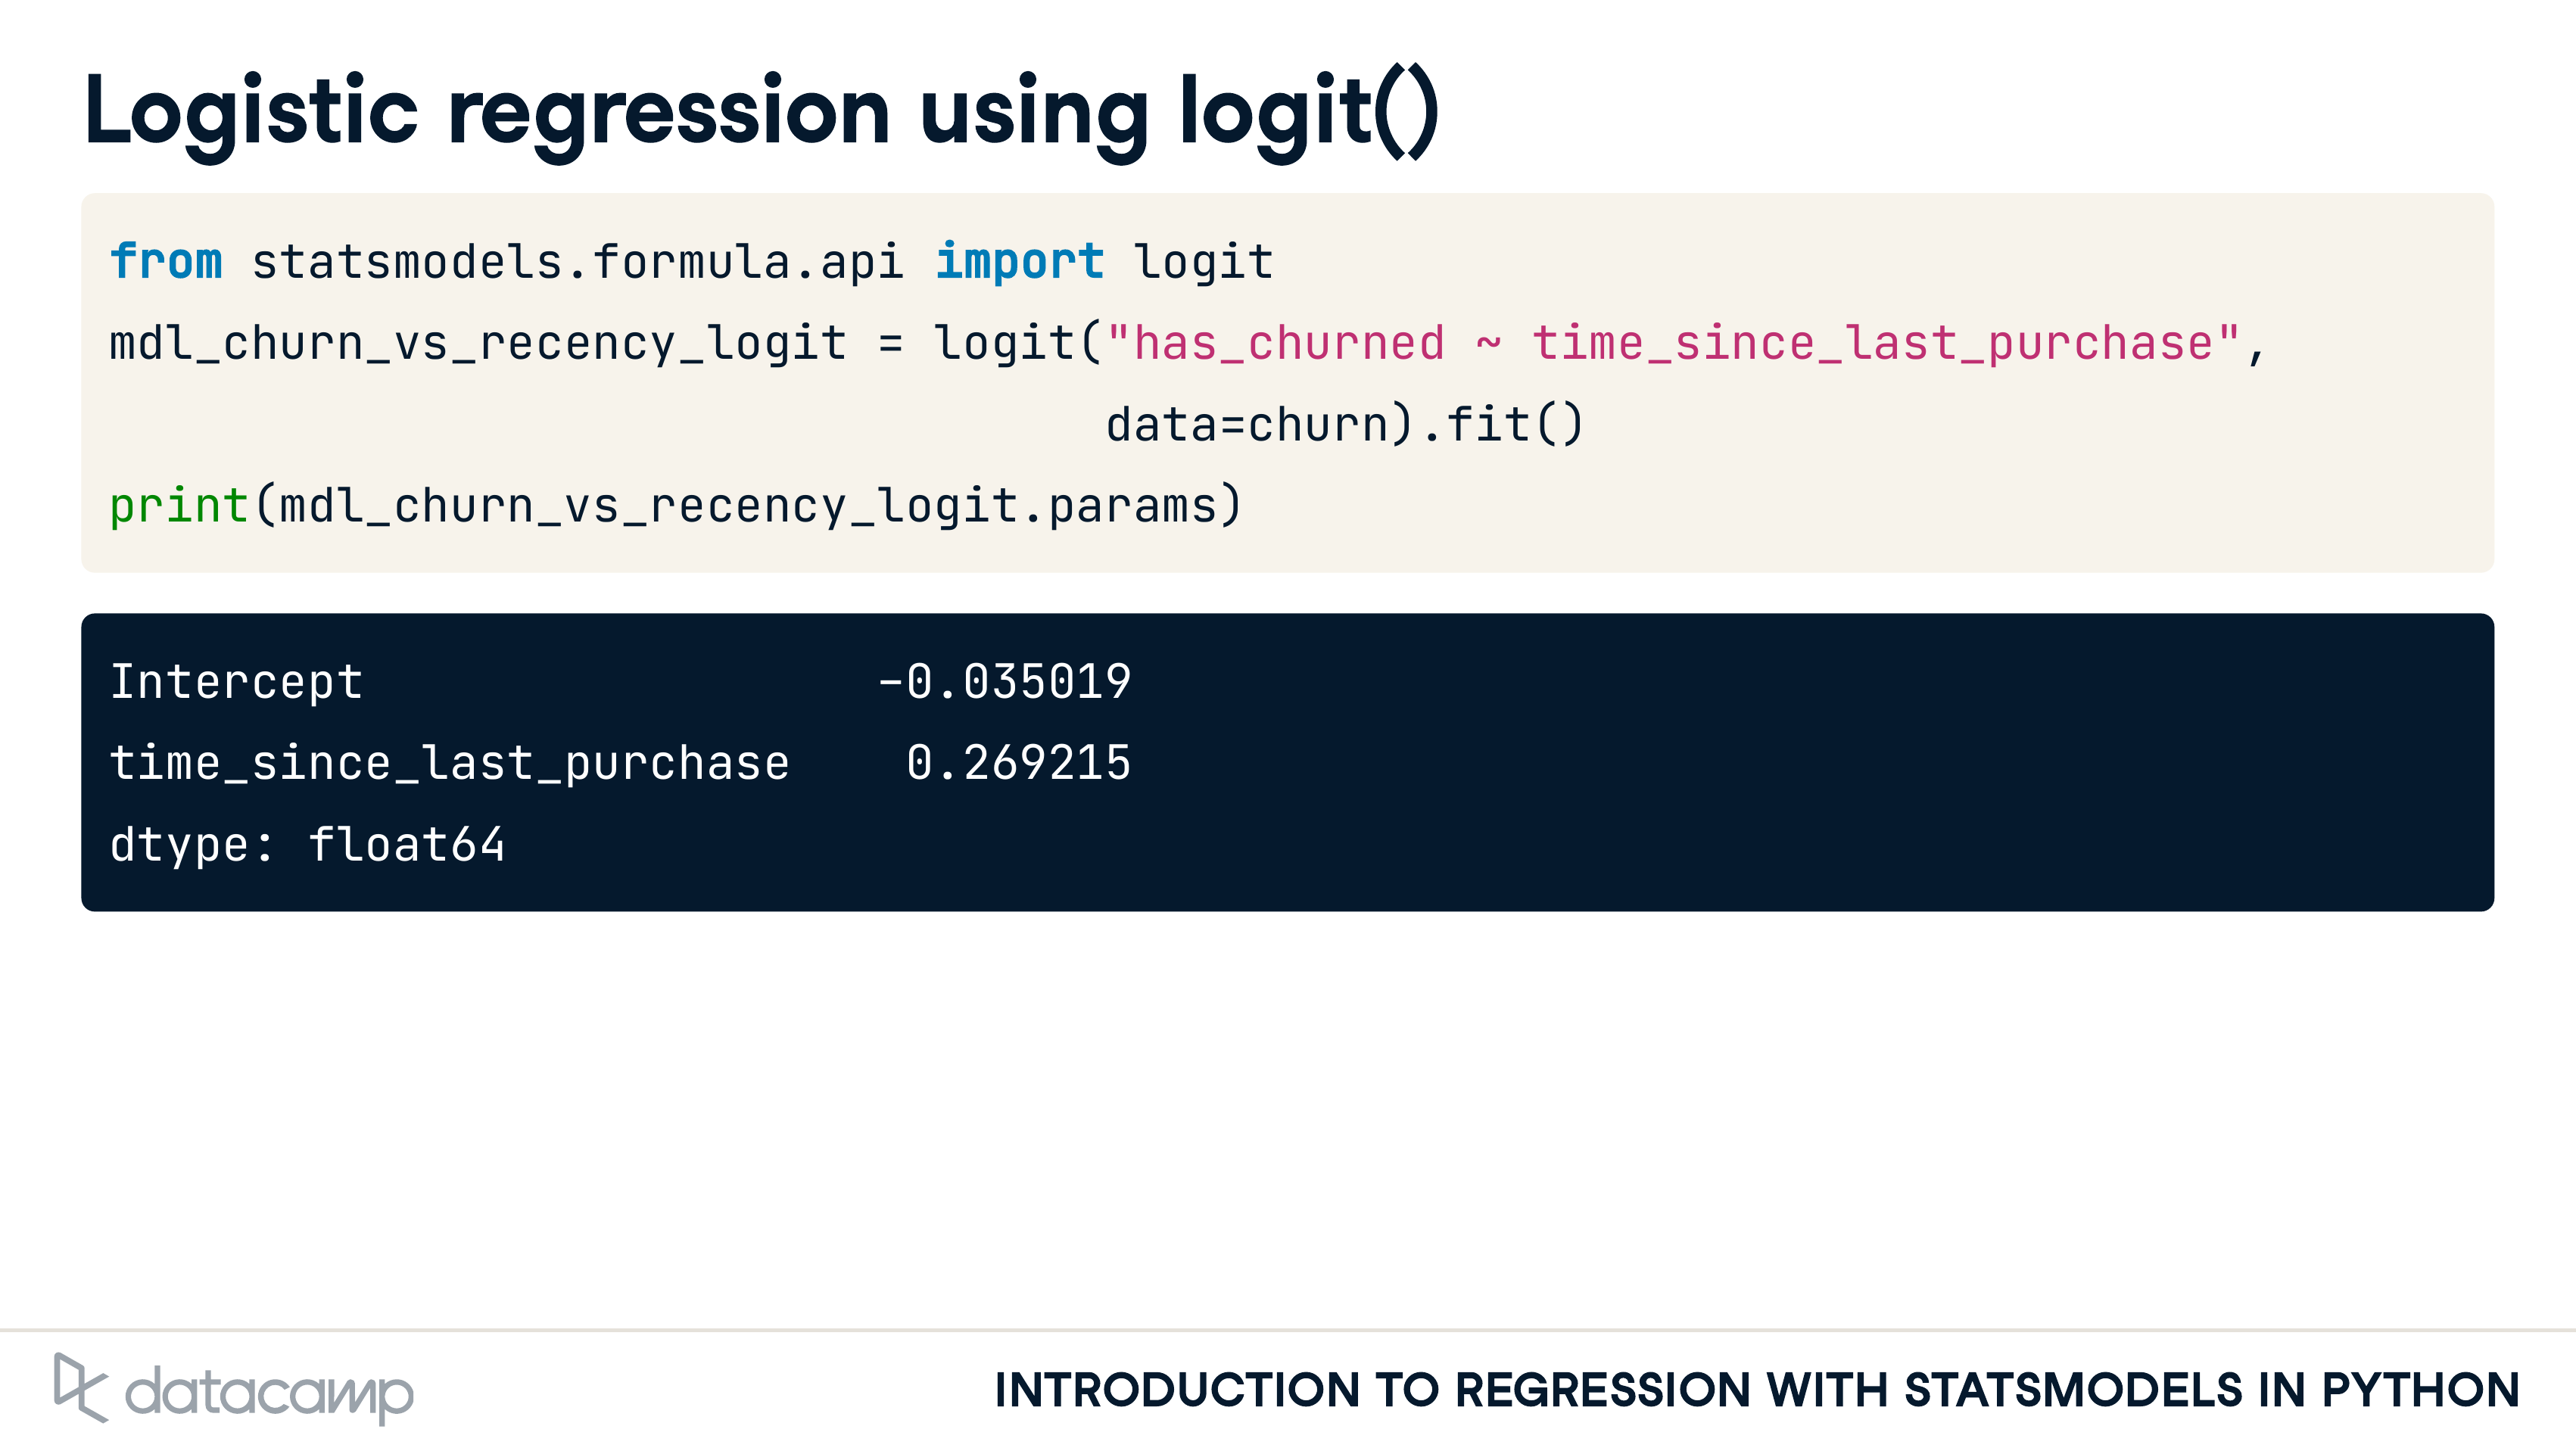 Logistic regression using logit()
from statsmodels.formula.api import logit
mdl_churn_vs_recency_logit = logit("has_churned ~ time_since_last_purchase",
                                   data=churn).fit()
print(mdl_churn_vs_recency_logit.params)
Intercept                  -0.035019
time_since_last_purchase    0.269215
dtype: float64
datacamp
INTRODUCTION TO REGRESSION WITH STATSMODELS IN PYTHON